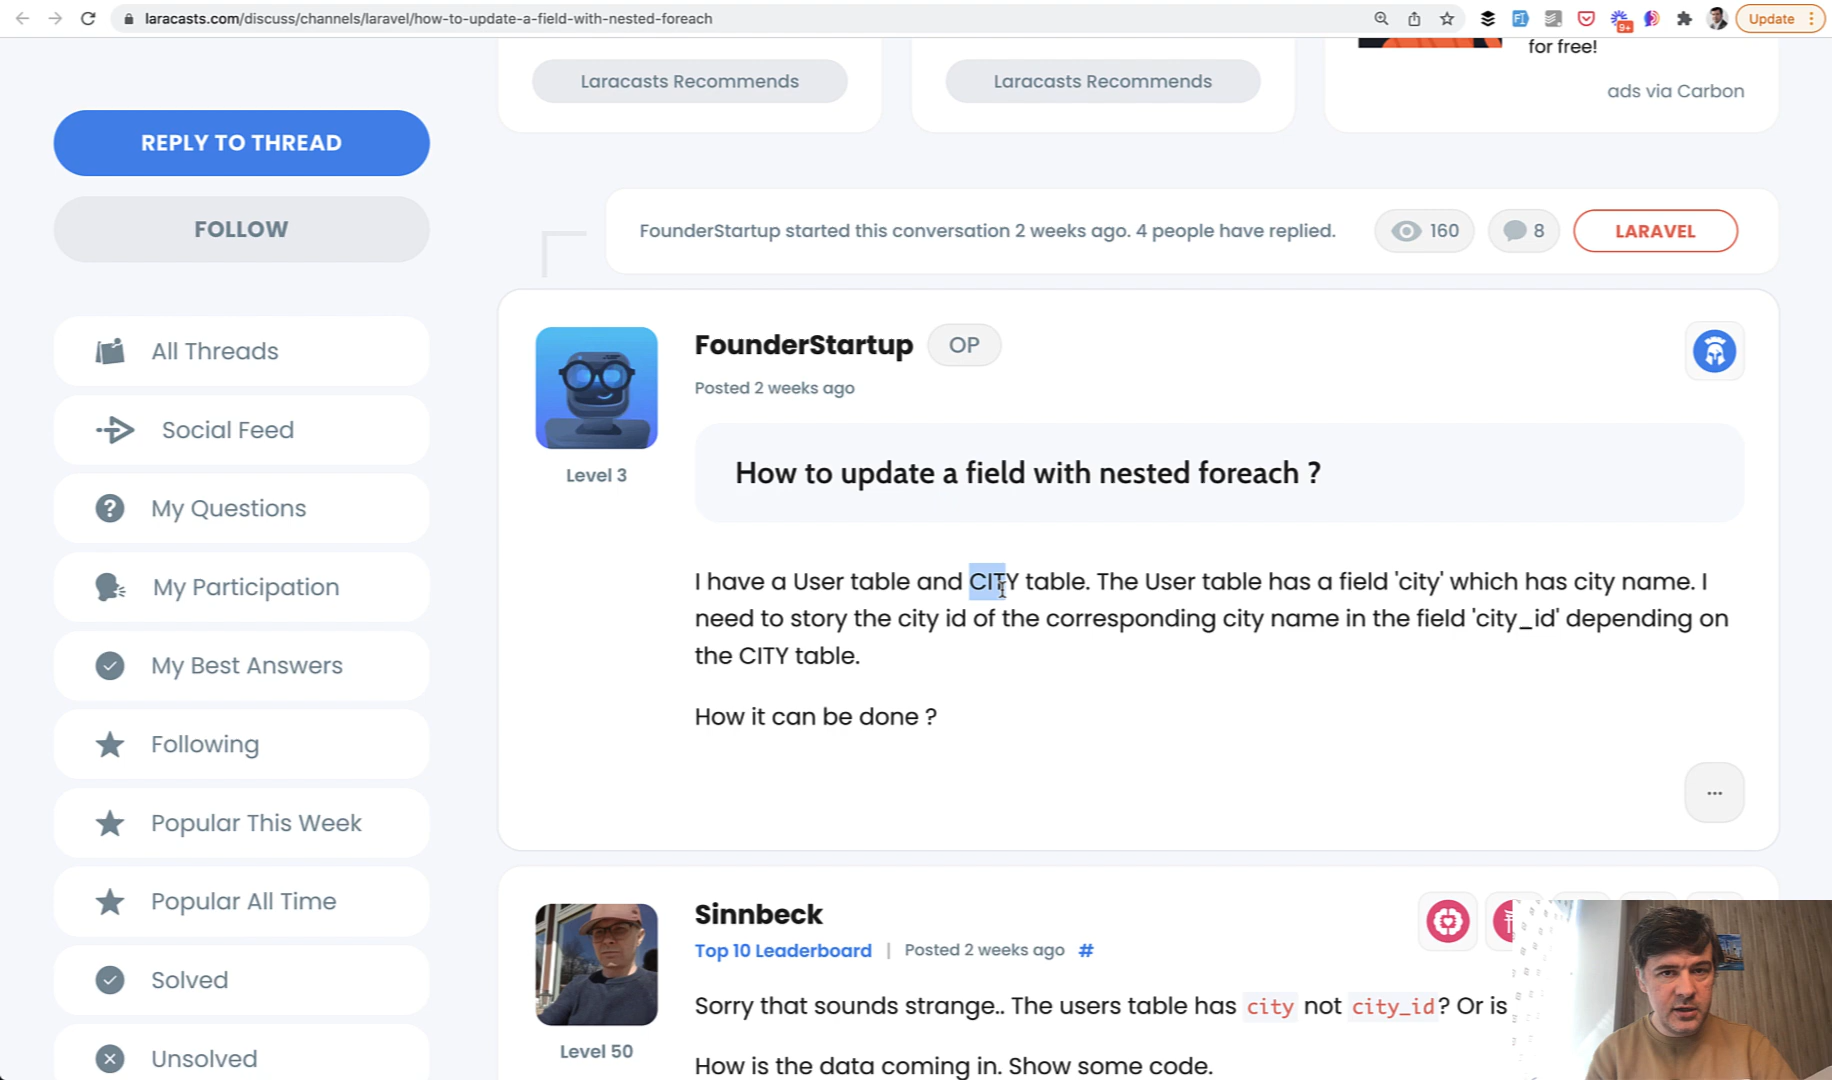 laracasts.com/discuss/channels/laravel/how-to-update-a-field-with-nested-foreach
9+
Update
for free!
Laracasts Recommends
Laracasts Recommends
ads via Carbon
REPLY TO THREAD
FOLLOW
FounderStartup started this conversation 2 weeks ago. 4 people have replied.
160
8
LARAVEL
All Threads
Social Feed
My Questions
My Participation
My Best Answers
Following
Popular This Week
Popular All Time
Solved
Unsolved
FounderStartup
OP
Posted 2 weeks ago
Level 3
How to update a field with nested foreach ?
I have a User table and CITY table. The User table has a field 'city' which has city name. I
need to story the city id of the corresponding city name in the field 'city_id' depending on
the CITY table.
How it can be done ?
...
Sinnbeck
Top 10 Leaderboard | Posted 2 weeks ago #
Level 50
Sorry that sounds strange.. The users table has city not city_id? Or is
How is the data coming in. Show some code.